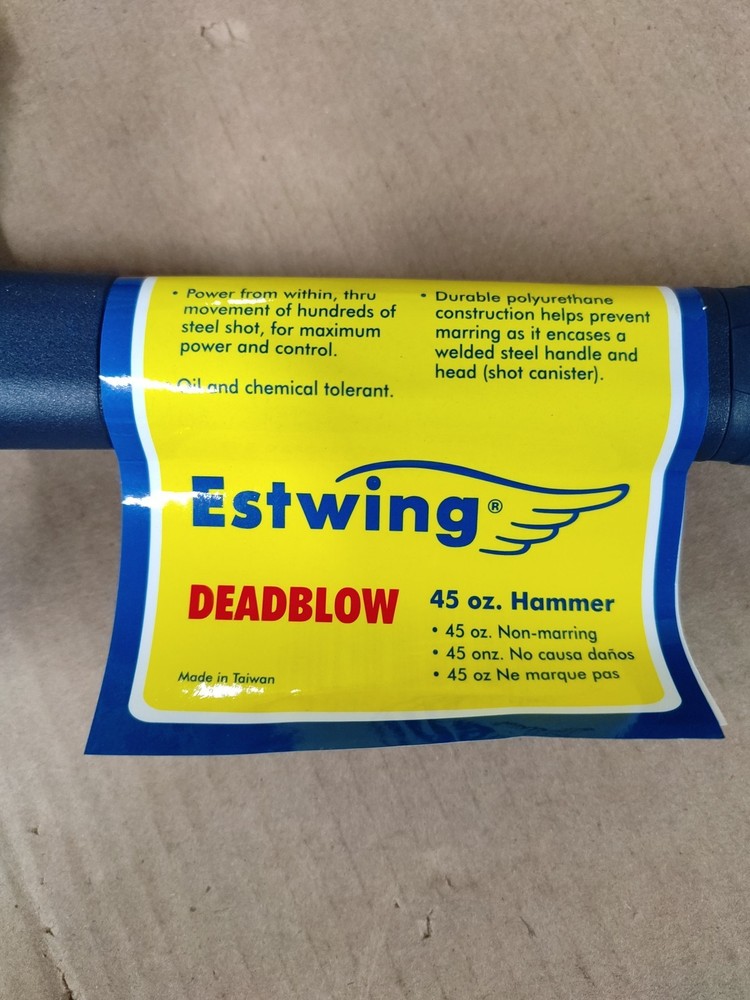 • Power from within, thru
movement of hundreds of
steel shot, for maximum
power and control.
Oil and chemical tolerant.
• Durable polyurethane
construction helps prevent
marring as it encases a
welded steel handle and
head (shot canister).
Estwing®
DEADBLOW
Made in Taiwan
45 oz. Hammer
• 45 oz. Non-marring
• 45 onz. No causa daños
• 45 oz Ne marque pas